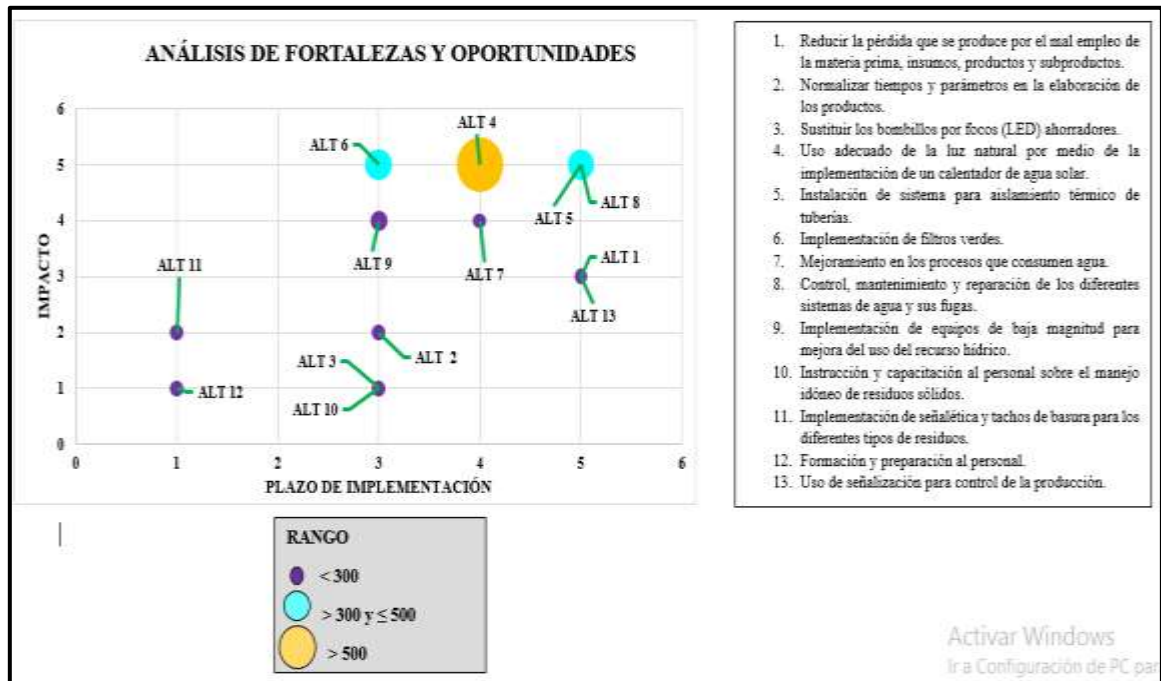 ANÁLISIS DE FORTALEZAS Y OPORTUNIDADES
IMPACTO
6
5
4
3
2
1
0
ALT 4
ALT 6
ALT 5
ALT 8
ALT 9
ALT 7
ALT 1
ALT 13
ALT 11
ALT 2
ALT 3
ALT 12
ALT 10
0 1 2 3 4 5 6
PLAZO DE IMPLEMENTACIÓN
1. Reducir la pérdida que se produce por el mal empleo de
la materia prima, insumos, productos y subproductos.
2. Normalizar tiempos y parámetros en la elaboración de
los productos.
3. Sustituir los bombillos por focos (LED) ahorradores.
4. Uso adecuado de la luz natural por medio de la
implementación de un calentador de agua solar.
5. Instalación de sistema para aislamiento térmico de
tuberías.
6. Implementación de filtros verdes.
7. Mejoramiento en los procesos que consumen agua.
8. Control, mantenimiento y reparación de los diferentes
sistemas de agua y sus fugas.
9. Implementación de equipos de baja magnitud para
mejora del uso del recurso hídrico.
10. Instrucción y capacitación al personal sobre el manejo
idóneo de residuos sólidos.
11. Implementación de señalética y tachos de basura para los
diferentes tipos de residuos.
12. Formación y preparación al personal.
13. Uso de señalización para control de la producción.
RANGO
< 300
> 300 y ≤ 500
> 500
Activar Windows
Ir a Configuración de PC par